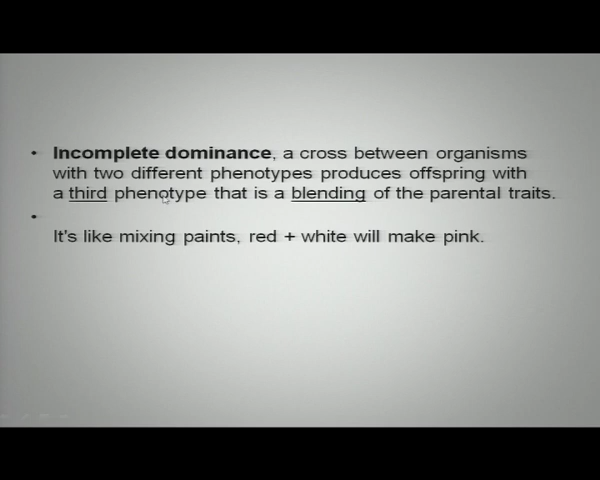 • Incomplete dominance, a cross between organisms
with two different phenotypes produces offspring with
a third phenotype that is a blending of the parental traits.
•
It's like mixing paints, red + white will make pink.